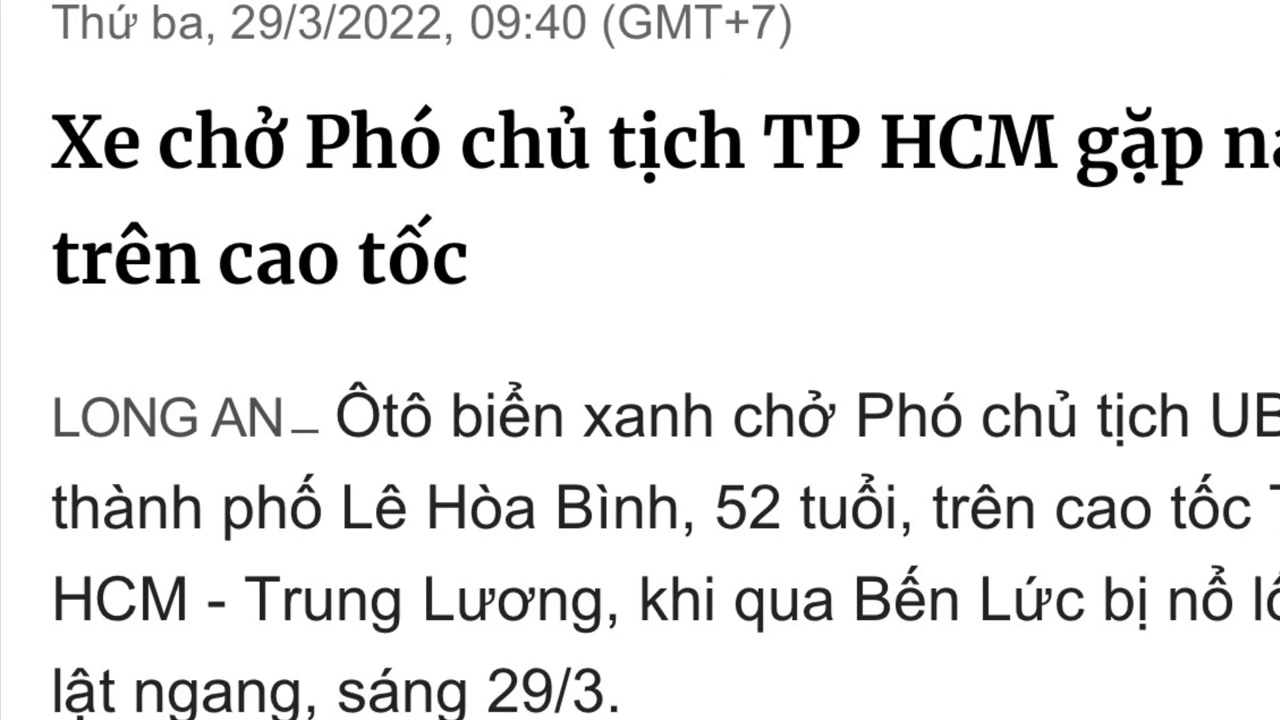 Thứ ba, 29/3/2022, 09:40 (GMT+7)
Xe chở Phó chủ tịch TP HCM gặp
trên cao tốc
LONG AN – Ôtô biển xanh chở Phó chủ tịch
thành phố Lê Hòa Bình, 52 tuổi, trên cao tốc
HCM - Trung Lương, khi qua Bến Lức bị nổ
lật ngang, sáng 29/3.